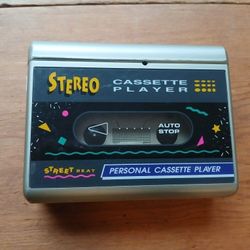 STEREO
CASSETTE
PLAYER
AUTO
STOP
STREET BEAT
PERSONAL CASSETTE PLAYER